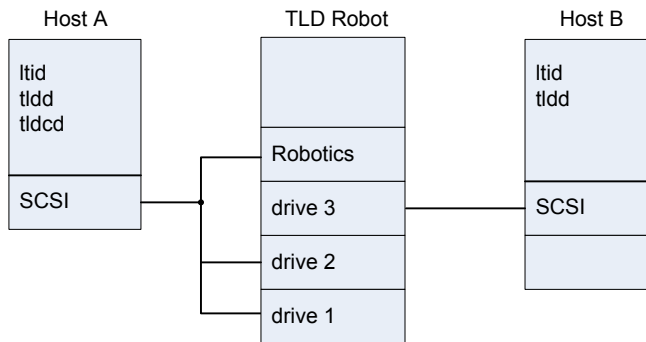 Host A
TLD Robot
Host B
ltid
tldd
tldcd
SCSI
Robotics
drive 3
drive 2
drive 1
ltid
tldd
SCSI